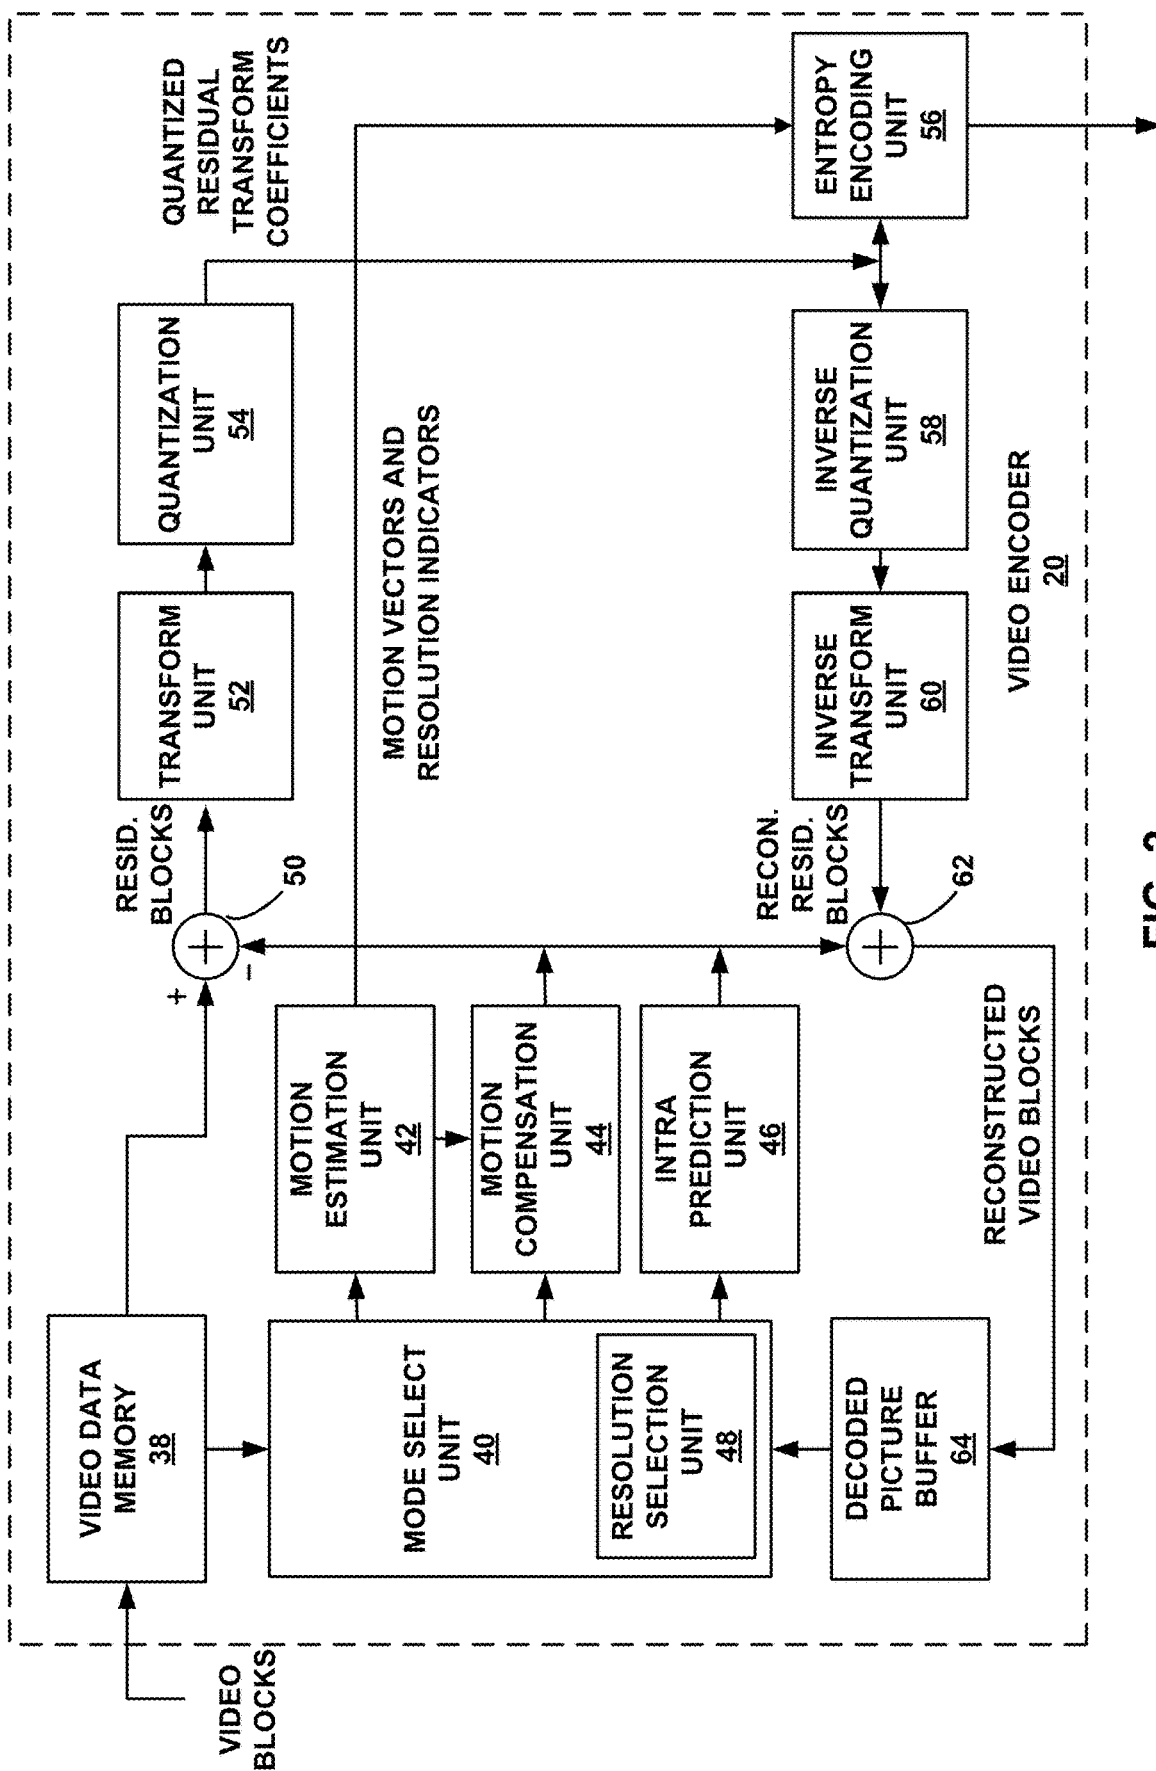 VIDEO
BLOCKS
VIDEO DATA
MEMORY
38
MODE SELECT
UNIT
40
RESOLUTION
SELECTION
UNIT
48
DECODED
PICTURE
BUFFER
64
MOTION
ESTIMATION
UNIT
42
MOTION
COMPENSATION
UNIT
44
INTRA
PREDICTION
UNIT
46
RECONSTRUCTED
VIDEO BLOCKS
+
–
50
RESID.
BLOCKS
62
RECON.
RESID.
BLOCKS
TRANSFORM
UNIT
52
QUANTIZATION
UNIT
54
QUANTIZED
RESIDUAL
TRANSFORM
COEFFICIENTS
MOTION VECTORS AND
RESOLUTION INDICATORS
INVERSE
TRANSFORM
UNIT
60
INVERSE
QUANTIZATION
UNIT
58
ENTROPY
ENCODING
UNIT
56
VIDEO ENCODER
20